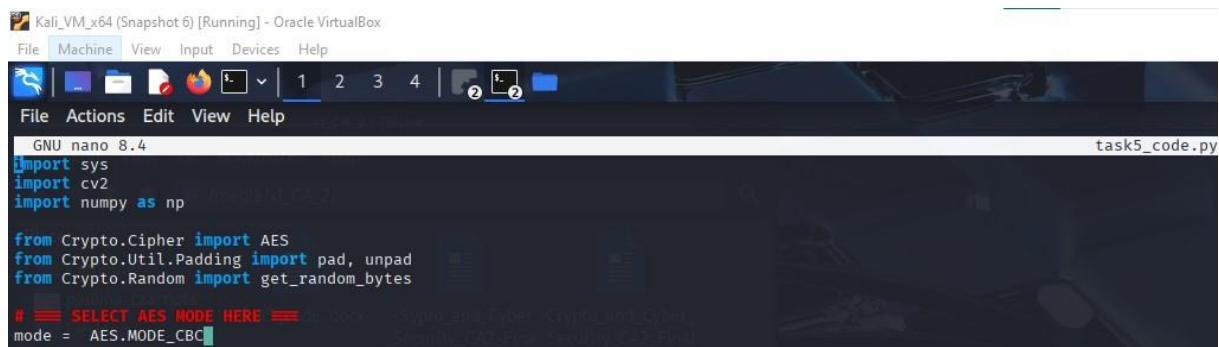 Kali_VM_x64 (Snapshot 6) [Running] - Oracle VirtualBox
File Machine View Input Devices Help
1 2 3 4 2 2
File Actions Edit View Help
GNU nano 8.4 task5_code.py
import sys
import cv2
import numpy as np
from Crypto.Cipher import AES
from Crypto.Util.Padding import pad, unpad
from Crypto.Random import get_random_bytes
# === SELECT AES MODE HERE ===
mode = AES.MODE_CBC